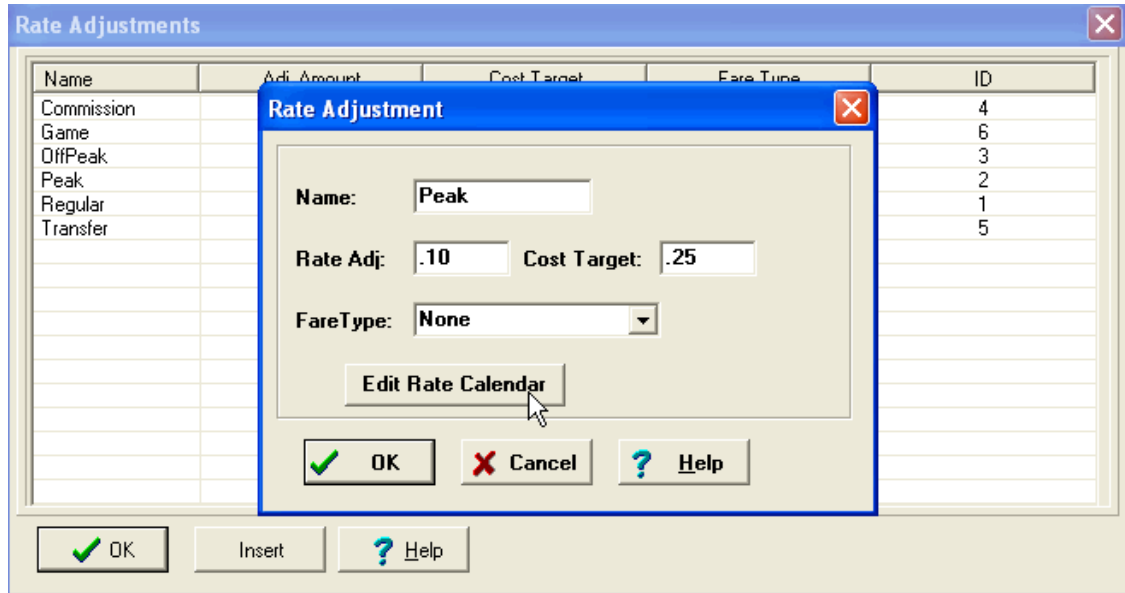 Rate Adjustments
Name Adj. Amount Cost Target Fare Type ID
Commission 4
Game 6
OffPeak 3
Peak 2
Regular 1
Transfer 5
Rate Adjustment
Name: Peak
Rate Adj: .10 Cost Target: .25
FareType: None
Edit Rate Calendar
OK Cancel Help
OK Insert Help